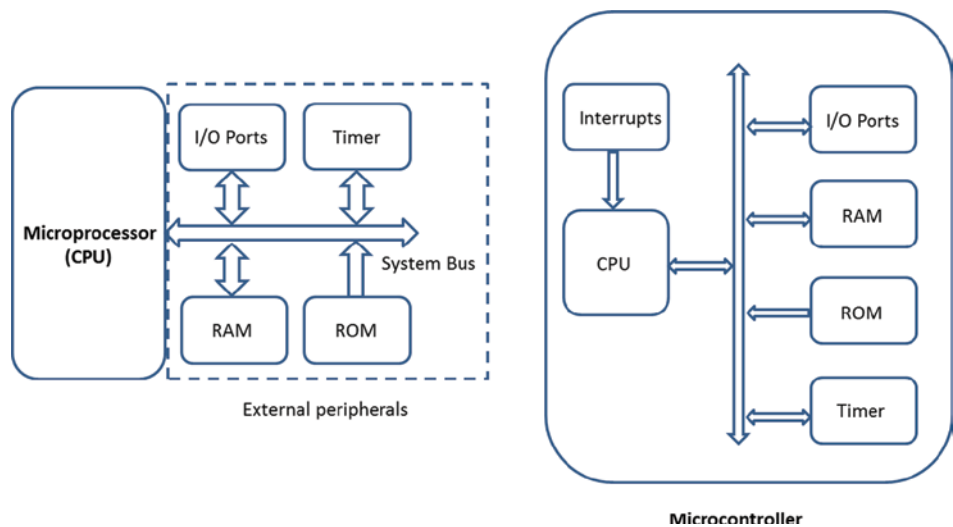 I/O Ports
Timer
Microprocessor
(CPU)
System Bus
RAM
ROM
External peripherals
Interrupts
I/O Ports
CPU
RAM
ROM
Timer
Microcontroller